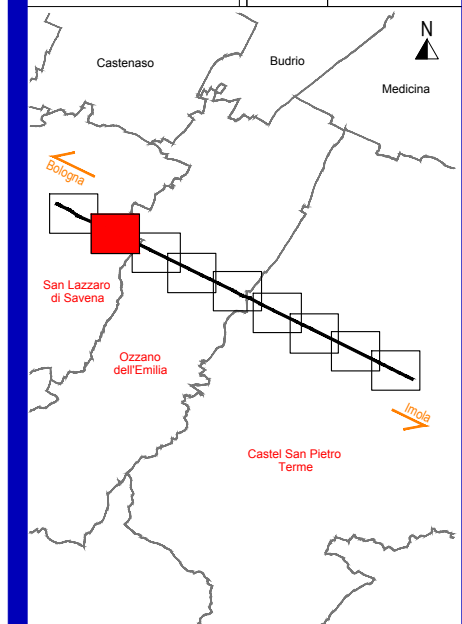 N
Castenaso
Budrio
Medicina
Bologna
San Lazzaro
di Savena
Ozzano
dell'Emilia
Imola
Castel San Pietro
Terme